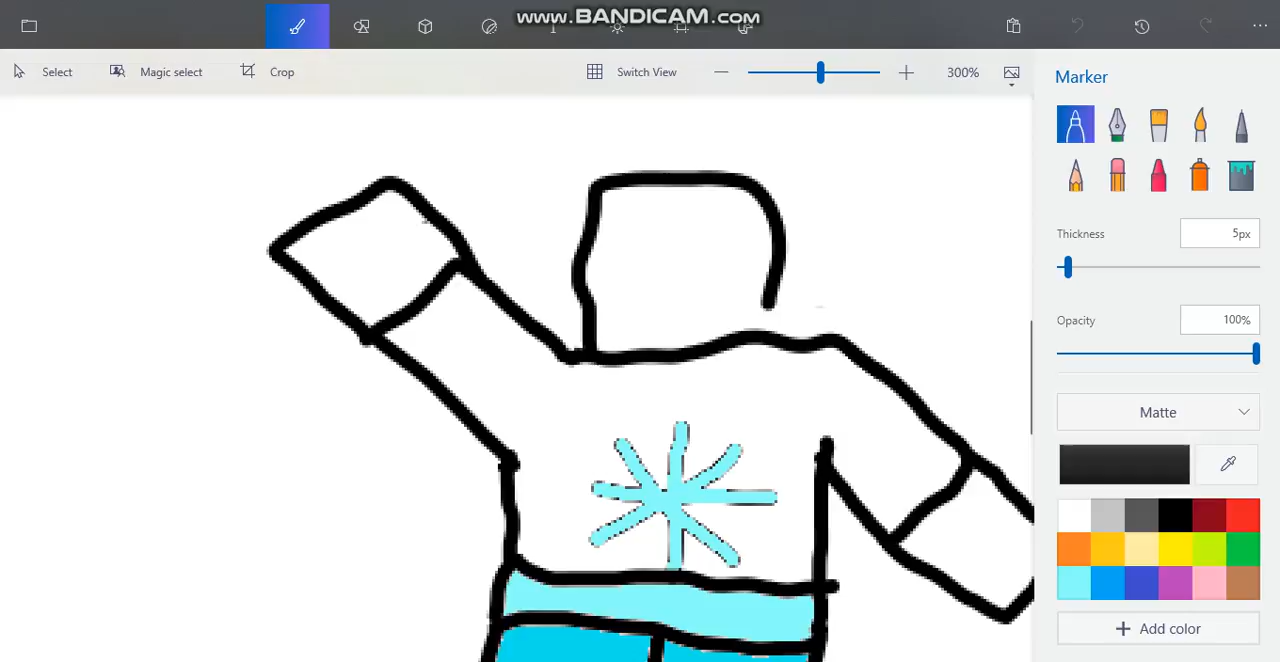 www.BANDICAM.com
T
Select
Magic select
Crop
Switch View
300%
Marker
Thickness
5px
Opacity
100%
Matte
Add color